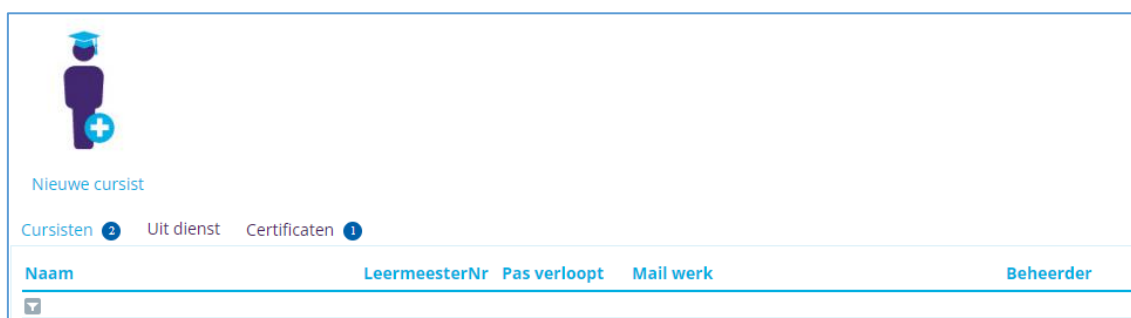 Nieuwe cursist
Cursisten 2 Uit dienst Certificaten 1
Naam LeermeesterNr Pas verloopt Mail werk Beheerder